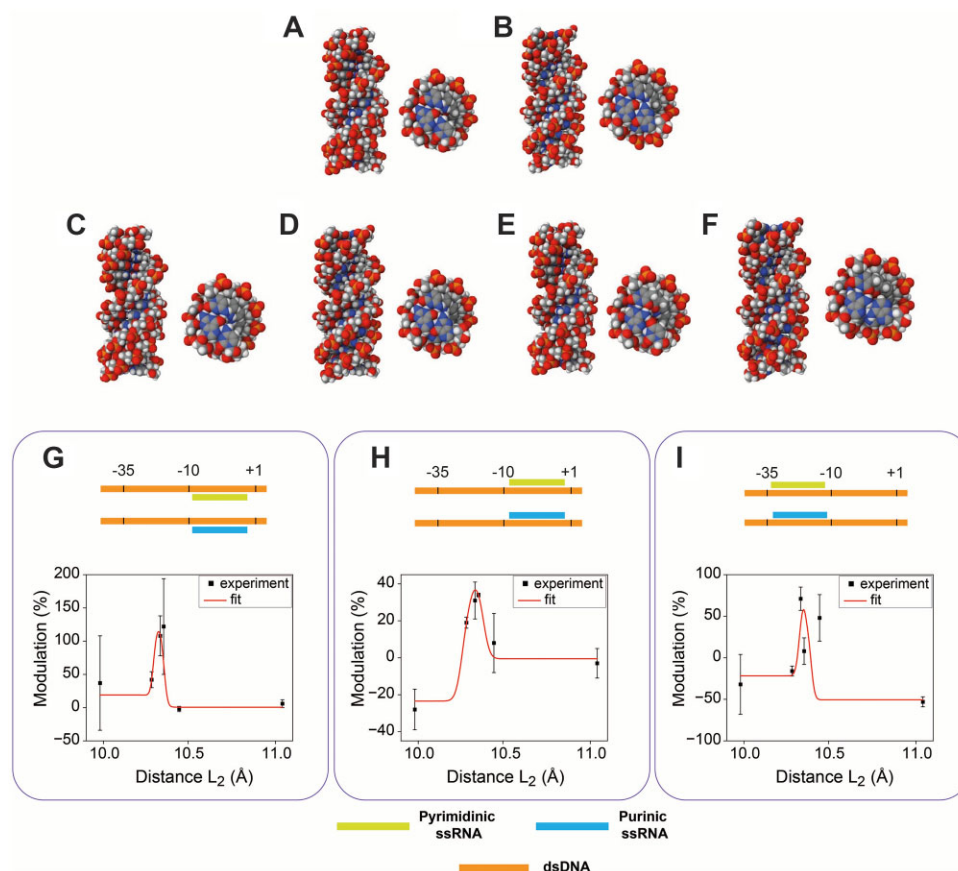 A
B
C
D
E
F
G
-35 -10 +1
200
150
100
50
0
−50
Modulation (%)
experiment
fit
10.0 10.5 11.0
Distance L2 (Å)
H
-35 -10 +1
40
20
0
−20
−40
Modulation (%)
experiment
fit
10.0 10.5 11.0
Distance L2 (Å)
I
-35 -10 +1
100
50
0
−50
−100
Modulation (%)
experiment
fit
10.0 10.5 11.0
Distance L2 (Å)
Pyrimidinic
ssRNA
Purinic
ssRNA
dsDNA